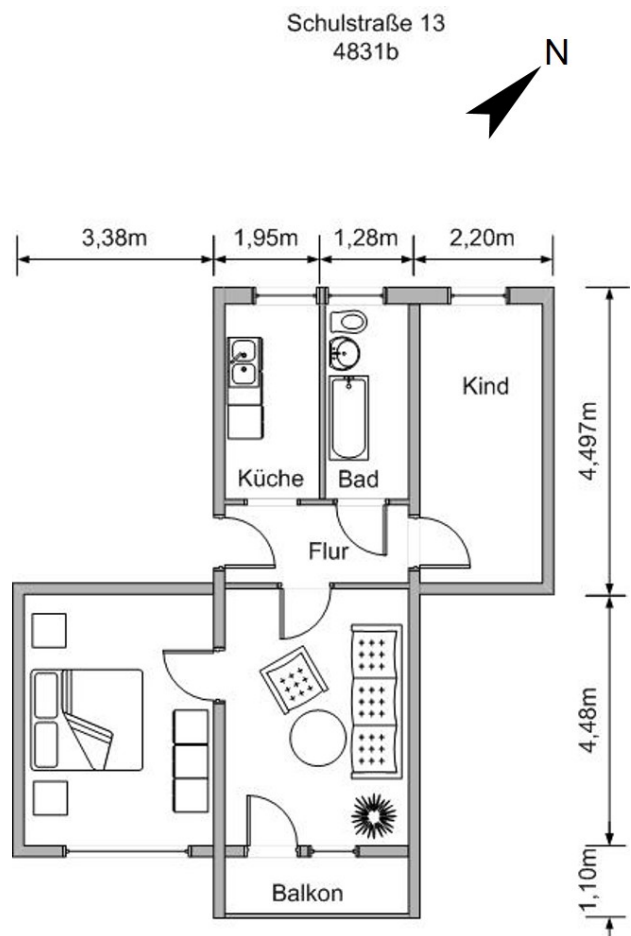 Schulstraße 13
4831b
N
3,38m
1,95m
1,28m
2,20m
Kind
4,497m
Küche
Bad
Flur
4,48m
Balkon
1,10m